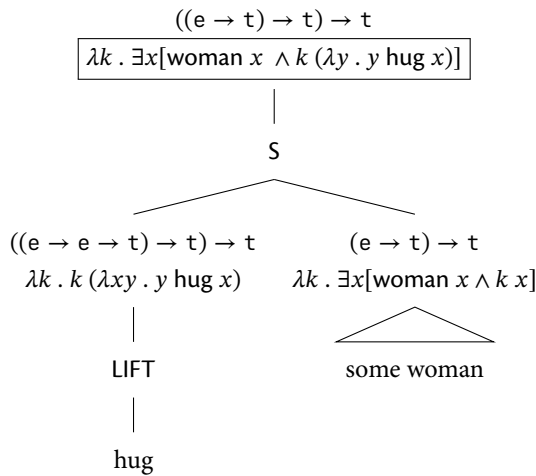 ((e → t) → t) → t
λk . ∃x[woman x ∧ k (λy . y hug x)]
S
((e → e → t) → t) → t (e → t) → t
λk . k (λxy . y hug x) λk . ∃x[woman x ∧ k x]
LIFT some woman
hug